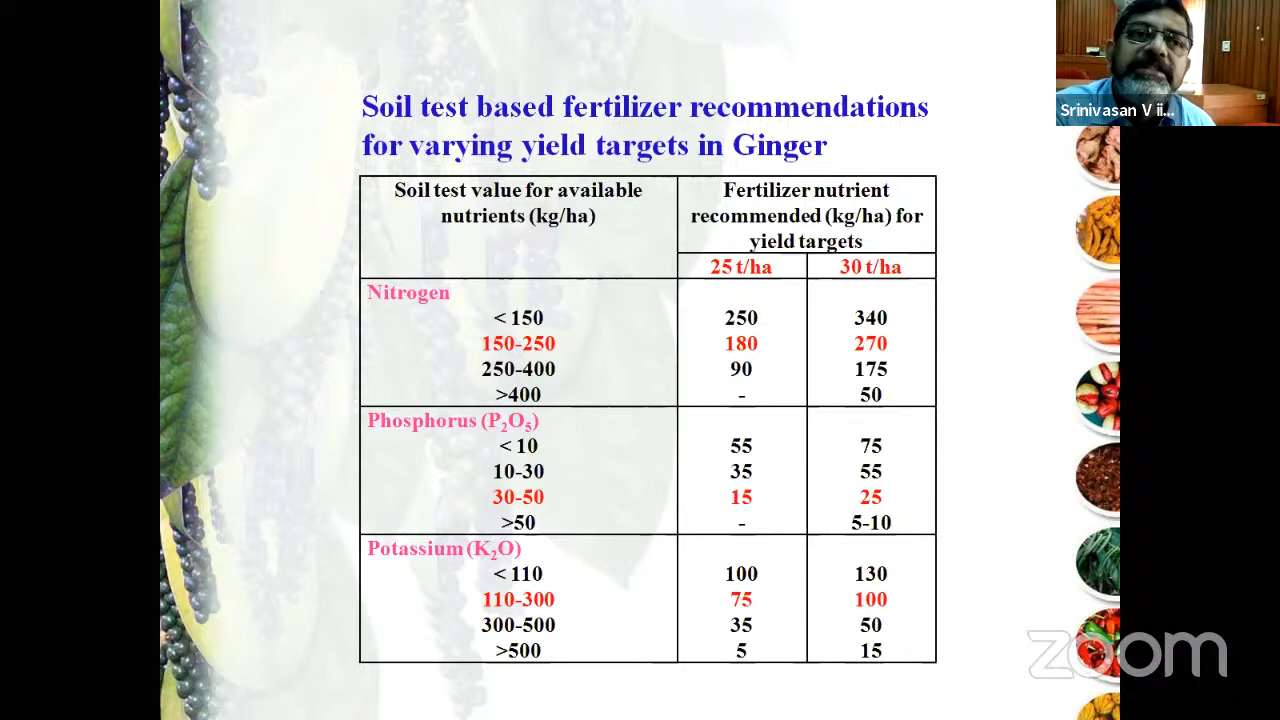 Srinivasan V ii...
Soil test based fertilizer recommendations
for varying yield targets in Ginger
Soil test value for available
nutrients (kg/ha)
Fertilizer nutrient
recommended (kg/ha) for
yield targets
25 t/ha 30 t/ha
Nitrogen
< 150 250 340
150-250 180 270
250-400 90 175
>400 - 50
Phosphorus (P₂O₅)
< 10 55 75
10-30 35 55
30-50 15 25
>50 - 5-10
Potassium (K₂O)
< 110 100 130
110-300 75 100
300-500 35 50
>500 5 15
zoom